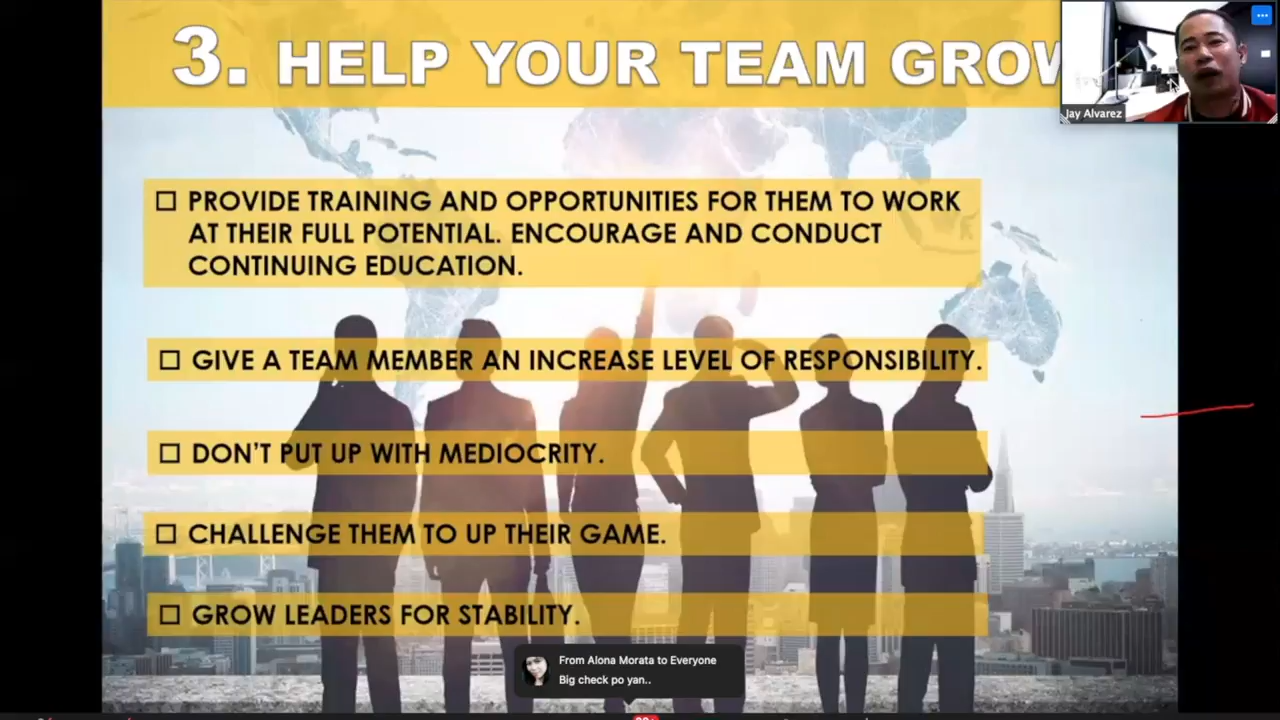 3. HELP YOUR TEAM GROW
Jay Alvarez
PROVIDE TRAINING AND OPPORTUNITIES FOR THEM TO WORK
AT THEIR FULL POTENTIAL. ENCOURAGE AND CONDUCT
CONTINUING EDUCATION.
GIVE A TEAM MEMBER AN INCREASE LEVEL OF RESPONSIBILITY.
DON'T PUT UP WITH MEDIOCRITY.
CHALLENGE THEM TO UP THEIR GAME.
GROW LEADERS FOR STABILITY.
From Alona Morata to Everyone
Big check po yan..